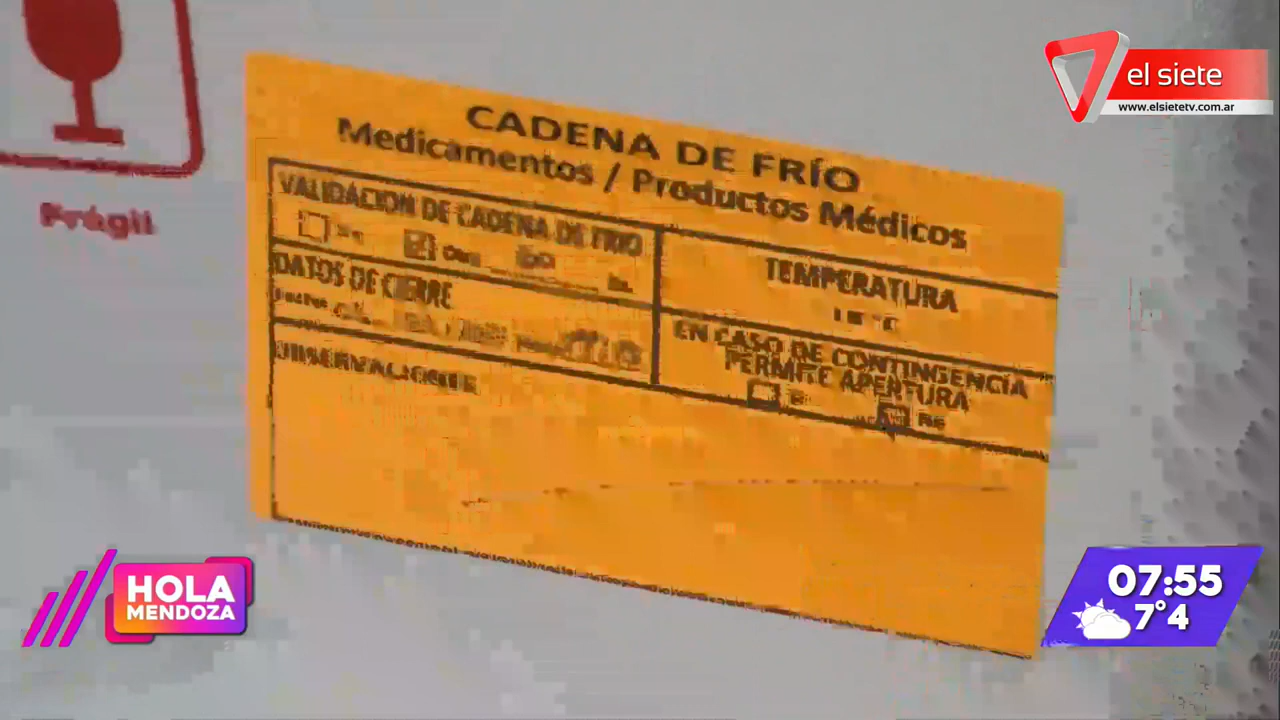 el siete
www.elsietetv.com.ar
Frágil
CADENA DE FRÍO
Medicamentos / Productos Médicos
VALIDACION DE CADENA DE FRIO
DATOS DE CIERRE
OBSERVACIONES
TEMPERATURA
EN CASO DE CONTINGENCIA
PERMITE APERTURA
HOLA
MENDOZA
07:55
7°4